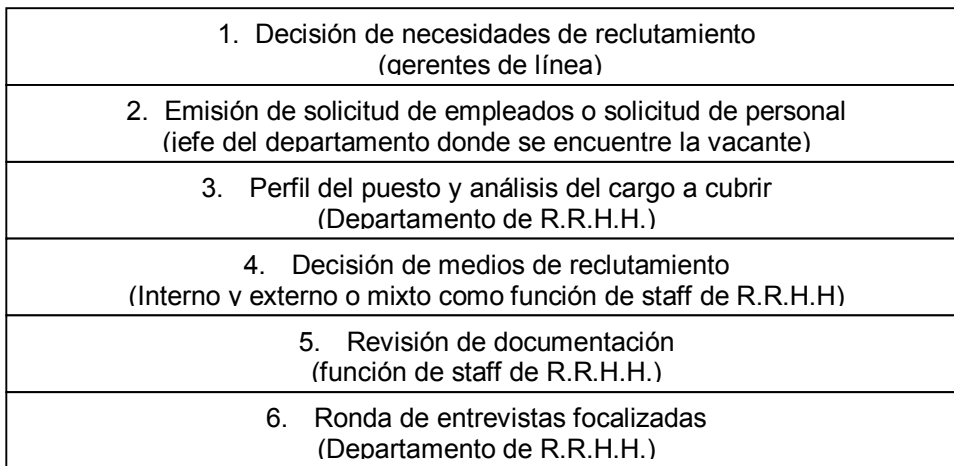 1. Decisión de necesidades de reclutamiento
(gerentes de línea)
2. Emisión de solicitud de empleados o solicitud de personal
(jefe del departamento donde se encuentre la vacante)
3. Perfil del puesto y análisis del cargo a cubrir
(Departamento de R.R.H.H.)
4. Decisión de medios de reclutamiento
(Interno y externo o mixto como función de staff de R.R.H.H)
5. Revisión de documentación
(función de staff de R.R.H.H.)
6. Ronda de entrevistas focalizadas
(Departamento de R.R.H.H.)